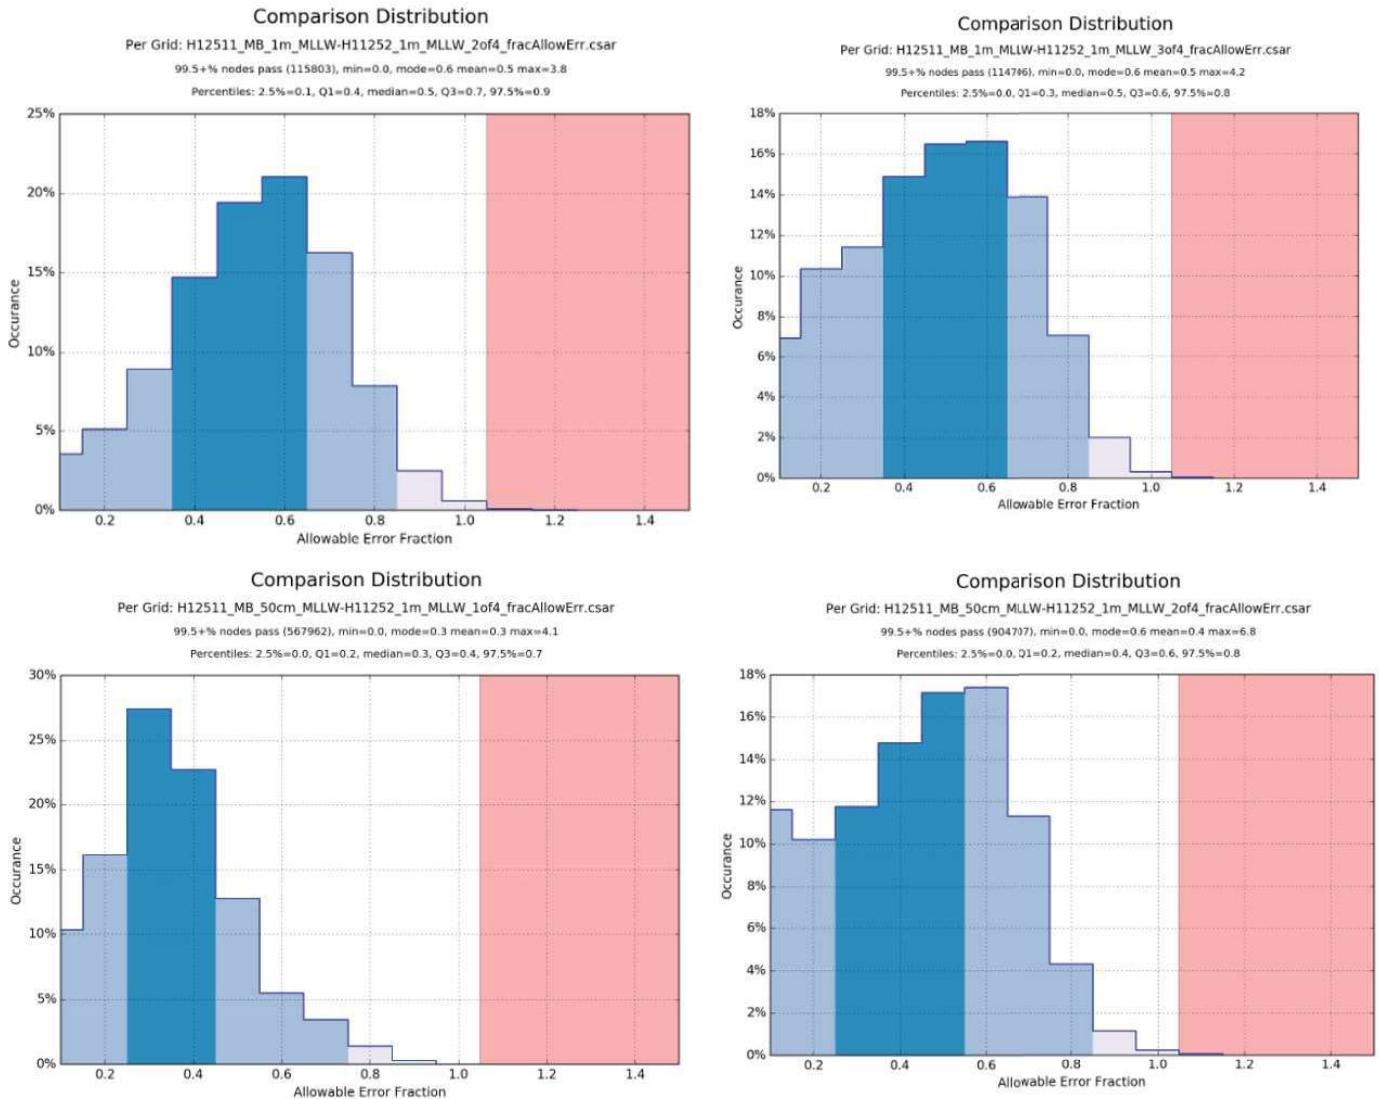 Comparison Distribution
Per Grid: H12511_MB_1m_MLLW-H11252_1m_MLLW_2of4_fracAllowErr.csar
99.5+% nodes pass (115803), min=0.0, mode=0.6 mean=0.5 max=3.8
Percentiles: 2.5%=0.1, Q1=0.4, median=0.5, Q3=0.7, 97.5%=0.9
25%
20%
15%
10%
5%
0%
Occurance
0.2 0.4 0.6 0.8 1.0 1.2 1.4
Allowable Error Fraction
Comparison Distribution
Per Grid: H12511_MB_1m_MLLW-H11252_1m_MLLW_3of4_fracAllowErr.csar
99.5+% nodes pass (114706), min=0.0, mode=0.6 mean=0.5 max=4.2
Percentiles: 2.5%=0.0, Q1=0.3, median=0.5, Q3=0.6, 97.5%=0.8
18%
16%
14%
12%
10%
8%
6%
4%
2%
0%
Occurance
0.2 0.4 0.6 0.8 1.0 1.2 1.4
Allowable Error Fraction
Comparison Distribution
Per Grid: H12511_MB_50cm_MLLW-H11252_1m_MLLW_1of4_fracAllowErr.csar
99.5+% nodes pass (567962), min=0.0, mode=0.3 mean=0.3 max=4.1
Percentiles: 2.5%=0.0, Q1=0.2, median=0.3, Q3=0.4, 97.5%=0.7
30%
25%
20%
15%
10%
5%
0%
Occurance
0.2 0.4 0.6 0.8 1.0 1.2 1.4
Allowable Error Fraction
Comparison Distribution
Per Grid: H12511_MB_50cm_MLLW-H11252_1m_MLLW_2of4_fracAllowErr.csar
99.5+% nodes pass (904707), min=0.0, mode=0.6 mean=0.4 max=6.8
Percentiles: 2.5%=0.0, Q1=0.2, median=0.4, Q3=0.6, 97.5%=0.8
18%
16%
14%
12%
10%
8%
6%
4%
2%
0%
Occurance
0.2 0.4 0.6 0.8 1.0 1.2 1.4
Allowable Error Fraction